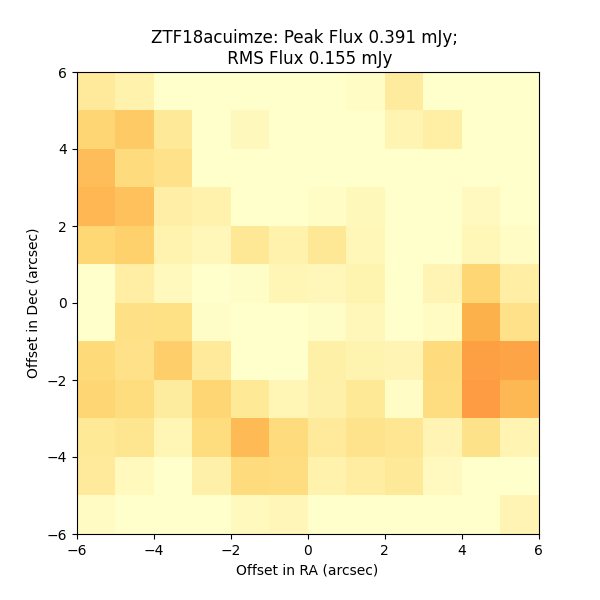 ZTF18acuimze: Peak Flux 0.391 mJy;
RMS Flux 0.155 mJy
6
4
2
0
−2
−4
−6
Offset in Dec (arcsec)
−6 −4 −2 0 2 4 6
Offset in RA (arcsec)